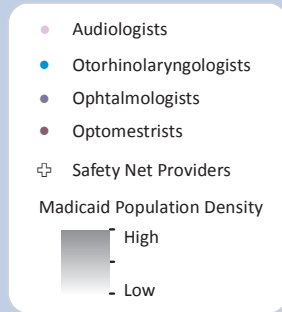 Audiologists
Otorhinolaryngologists
Ophtalmologists
Optomestrists
Safety Net Providers
Madicaid Population Density
High
Low